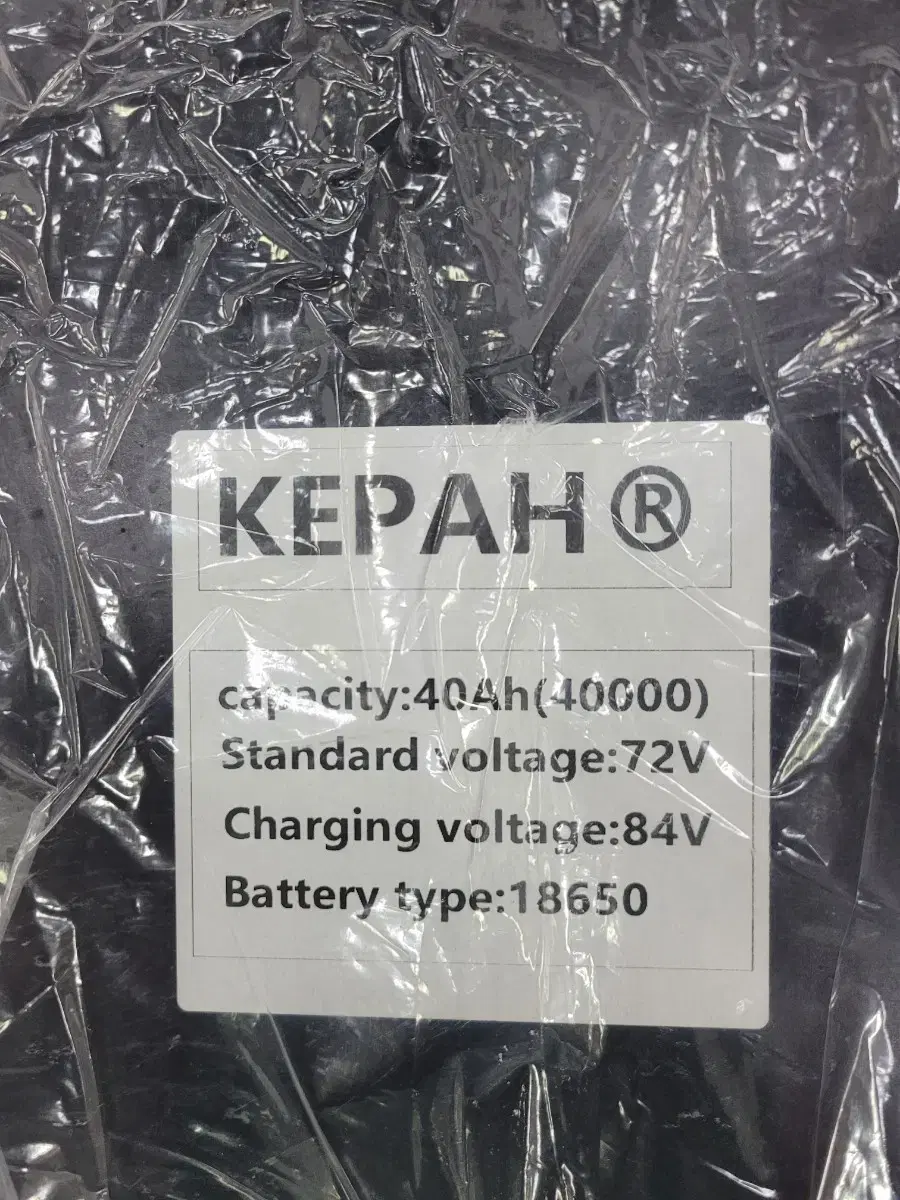 KEPAH ®
capacity:40Ah(40000)
Standard voltage:72V
Charging voltage:84V
Battery type:18650